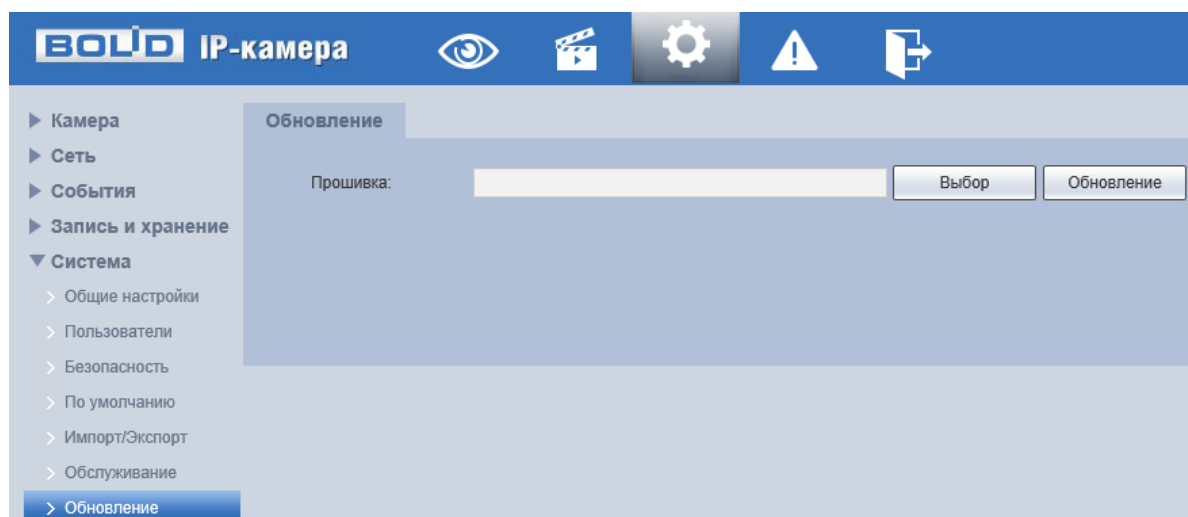 BOLID IP-камера
Камера
Обновление
Сеть
Прошивка:
Выбор
Обновление
События
Запись и хранение
Система
Общие настройки
Пользователи
Безопасность
По умолчанию
Импорт/Экспорт
Обслуживание
Обновление